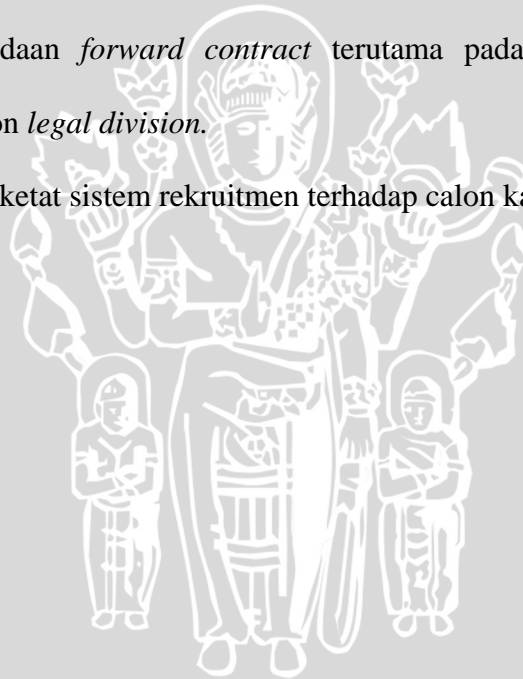 daan forward contract terutama pada
on legal division.
ketat sistem rekruitmen terhadap calon ka